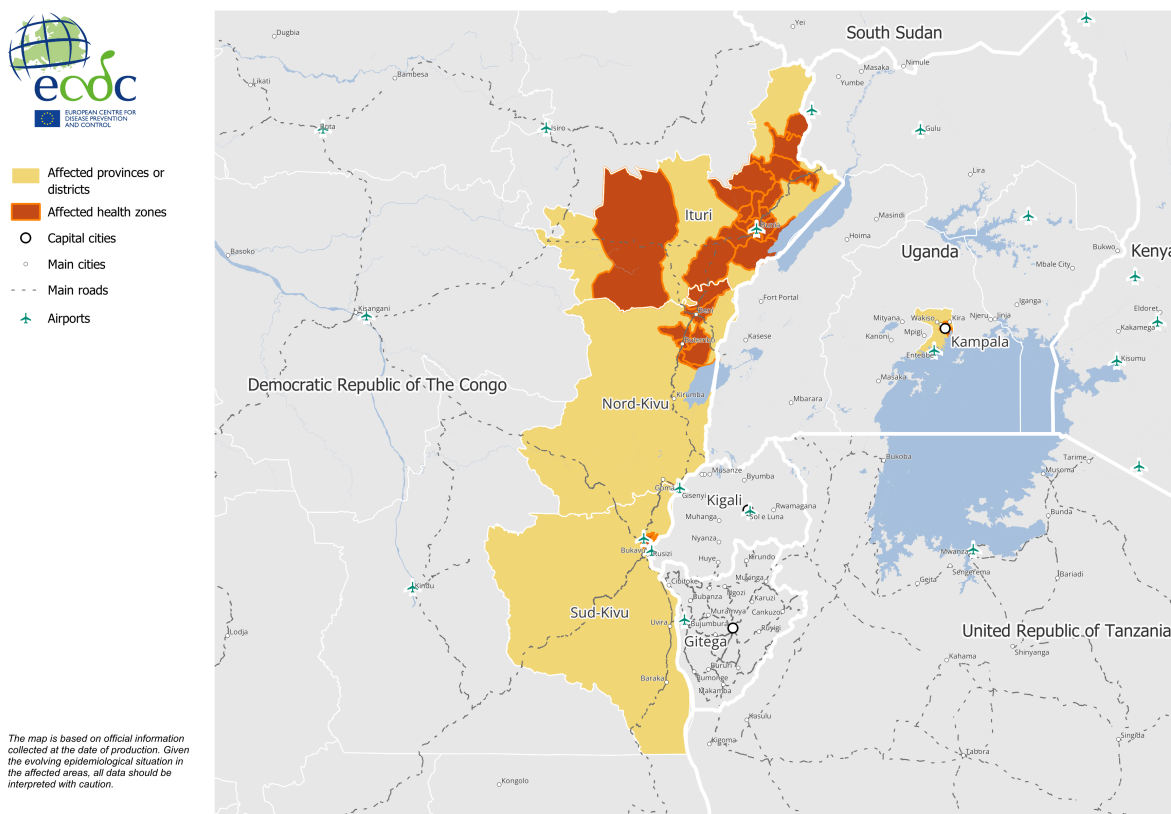 ecdc
EUROPEAN CENTRE FOR
DISEASE PREVENTION
AND CONTROL
Affected provinces or
districts
Affected health zones
Capital cities
Main cities
Main roads
Airports
The map is based on official information
collected at the date of production. Given
the evolving epidemiological situation in
the affected areas, all data should be
interpreted with caution.
South Sudan
Yei
Dugbia
Likati
Bambesa
Masaka
Nimule
Yumbe
Isiro
Gulu
Lira
Ituri
Masindi
Hoima
Uganda
Bukwo
Kenya
Mbale City
Basoko
Kisangani
Fort Portal
Eldoret
Iganga
Mityana
Wakiso
Kira
Njeru
Jinja
Kakamega
Kanoni
Mpigi
Kampala
Kasese
Entebbe
Kisumu
Masaka
Democratic Republic of The Congo
Nord-Kivu
Kirumba
Mbarara
Bukoba
Tarime
Musoma
Musanze
Byumba
Goma
Gisenyi
Kigali
Rwamagana
Sol e Luna
Muhanga
Bunda
Nyanza
Bukavu
Rusizi
Huye
Kirundo
Mwanza
Sengerema
Geita
Bariadi
Kindu
Cibitoke
Muyinga
Ngozi
Bubanza
Karuzi
Sud-Kivu
Muramvya
Cankuzo
Uvira
Bujumbura
Ruyigi
Gitega
United Republic of Tanzania
Lodja
Shinyanga
Kahama
Bururi
Baraka
Rumonge
Makamba
Kasulu
Kigoma
Singida
Tabora
Kongolo